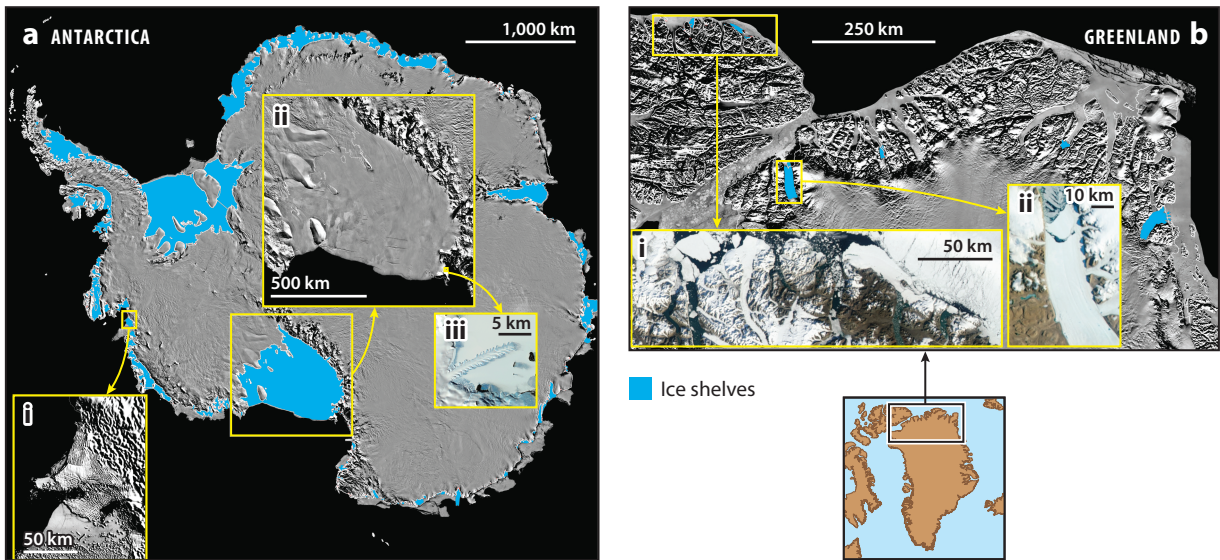 a ANTARCTICA
1,000 km
ii
500 km
iii
5 km
i
50 km
250 km
GREENLAND b
i
50 km
ii
10 km
Ice shelves